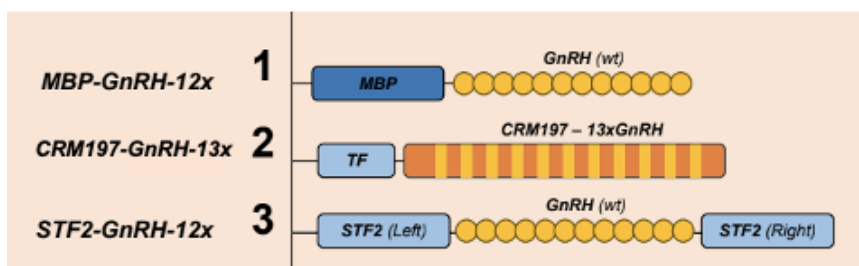 GnRH (wt)
MBP-GnRH-12x 1 MBP
CRM197 – 13xGnRH
CRM197-GnRH-13x 2 TF
GnRH (wt)
STF2-GnRH-12x 3 STF2 (Left) STF2 (Right)